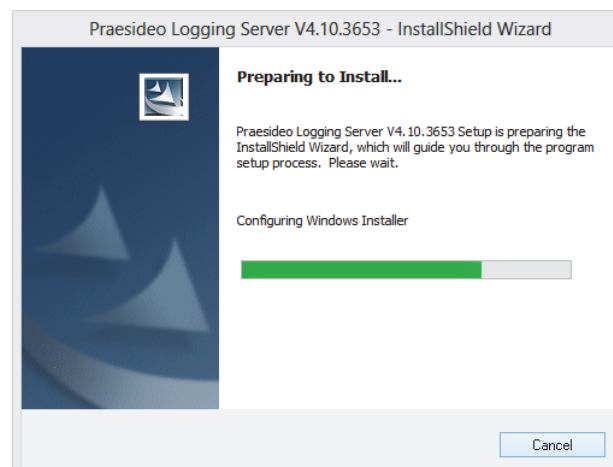 Praesideo Logging Server V4.10.3653 - InstallShield Wizard
Preparing to Install...
Praesideo Logging Server V4.10.3653 Setup is preparing the
InstallShield Wizard, which will guide you through the program
setup process.  Please wait.
Configuring Windows Installer
Cancel